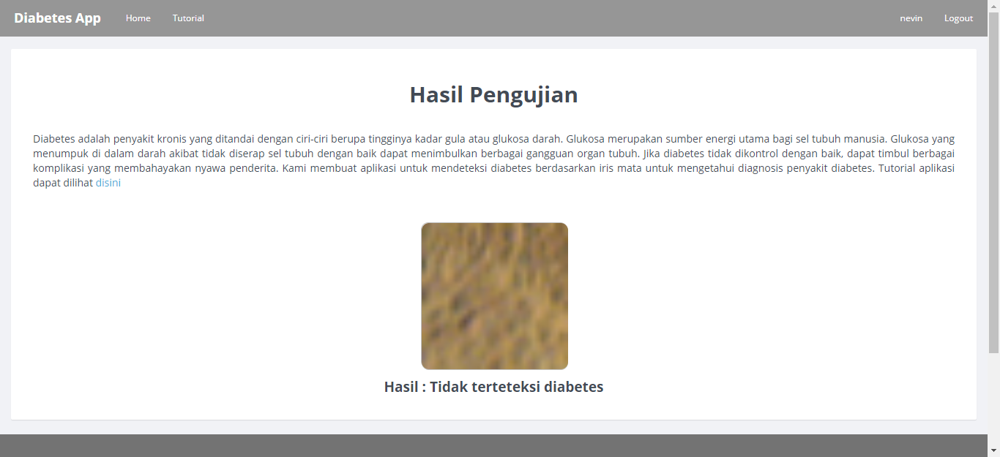 Diabetes App Home Tutorial nevin Logout
Hasil Pengujian
Diabetes adalah penyakit kronis yang ditandai dengan ciri-ciri berupa tingginya kadar gula atau glukosa darah. Glukosa merupakan sumber energi utama bagi sel tubuh manusia. Glukosa yang
menumpuk di dalam darah akibat tidak diserap sel tubuh dengan baik dapat menimbulkan berbagai gangguan organ tubuh. Jika diabetes tidak dikontrol dengan baik, dapat timbul berbagai
komplikasi yang membahayakan nyawa penderita. Kami membuat aplikasi untuk mendeteksi diabetes berdasarkan iris mata untuk mengetahui diagnosis penyakit diabetes. Tutorial aplikasi
dapat dilihat disini
Hasil : Tidak terteteksi diabetes